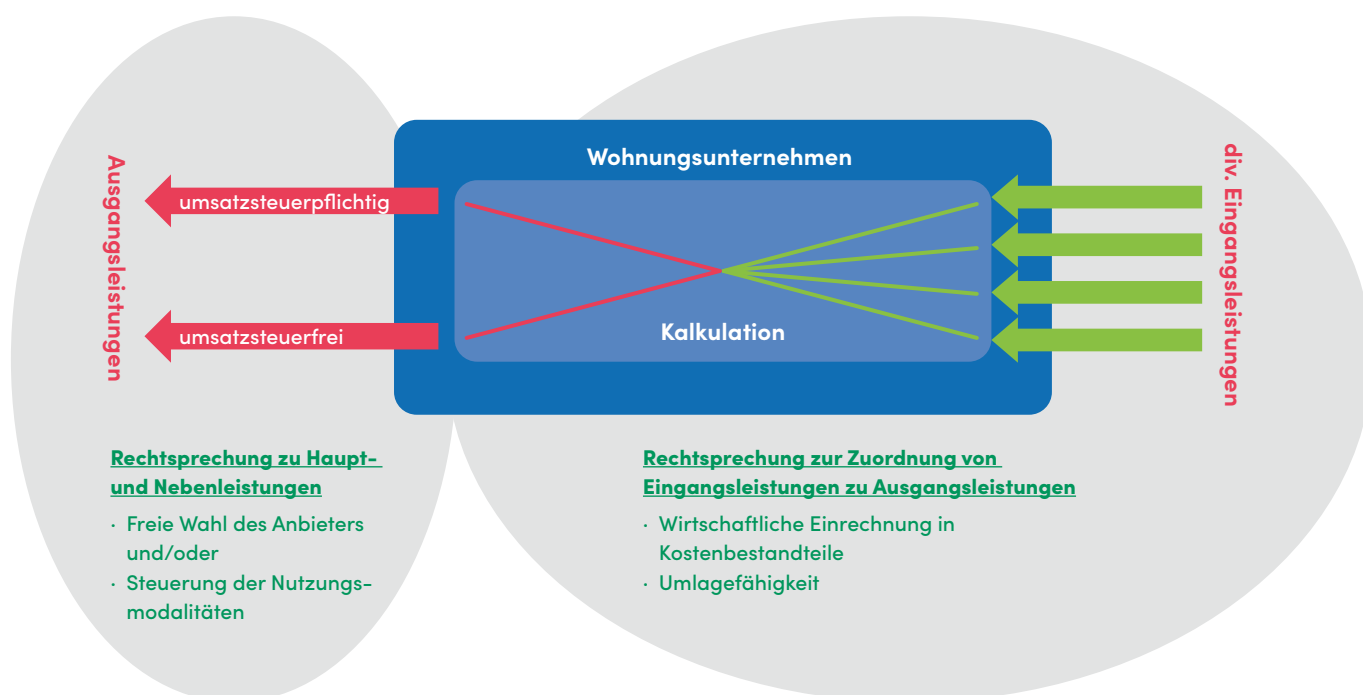 Wohnungsunternehmen
Ausgangsleistungen
umsatzsteuerpflichtig
umsatzsteuerfrei
Kalkulation
div. Eingangsleistungen
Rechtsprechung zu Haupt-
und Nebenleistungen
· Freie Wahl des Anbieters
und/oder
· Steuerung der Nutzungs-
modalitäten
Rechtsprechung zur Zuordnung von
Eingangsleistungen zu Ausgangsleistungen
· Wirtschaftliche Einrechnung in
Kostenbestandteile
· Umlagefähigkeit